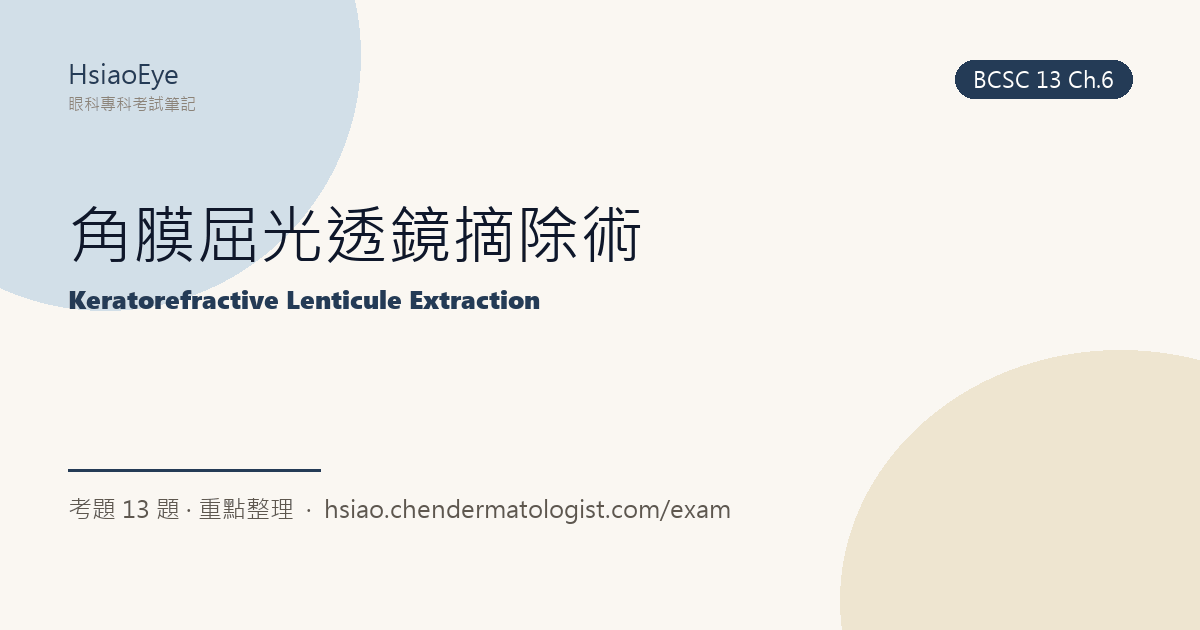 HsiaoEye
眼科專科考試筆記
BCSC 13 Ch.6
角膜屈光透鏡摘除術
Keratorefractive Lenticule Extraction
考題 13 題 · 重點整理 · hsiao.chendermatologist.com/exam